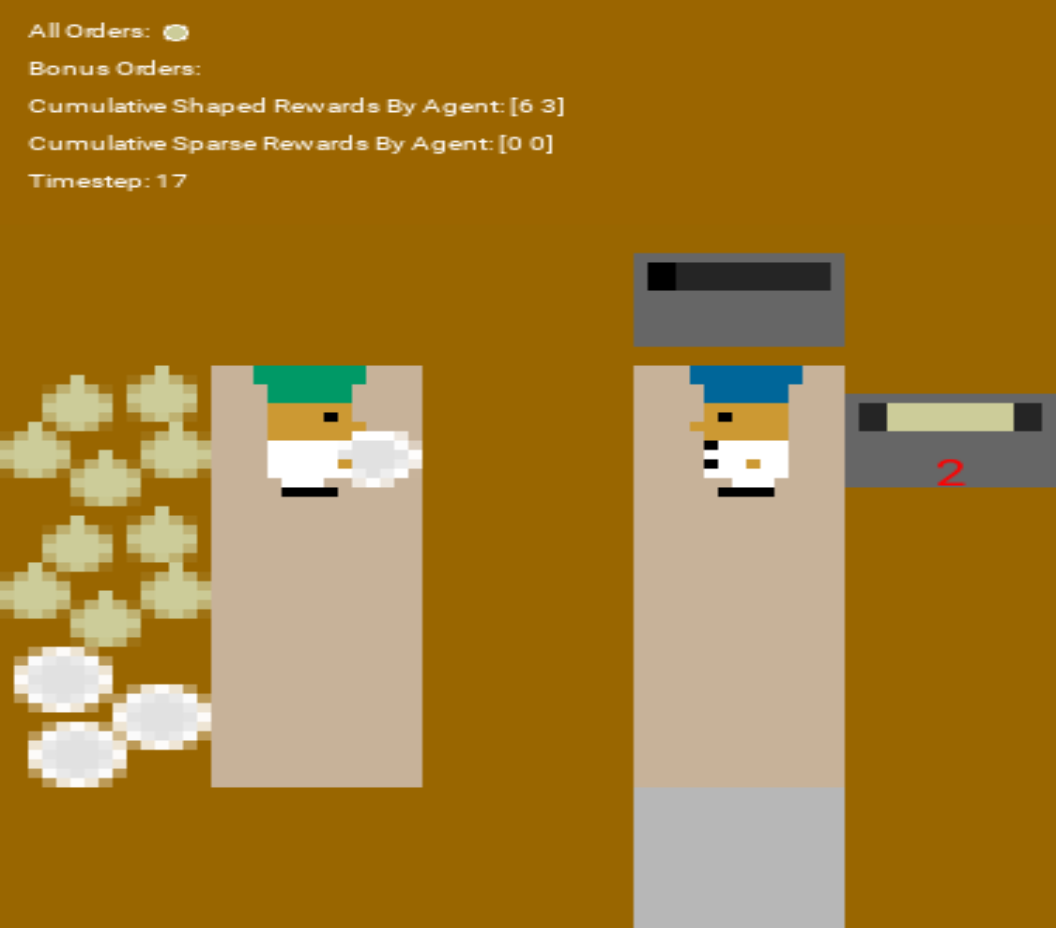 All Orders:
Bonus Orders:
Cumulative Shaped Rewards By Agent: [6 3]
Cumulative Sparse Rewards By Agent: [0 0]
Timestep: 17
2